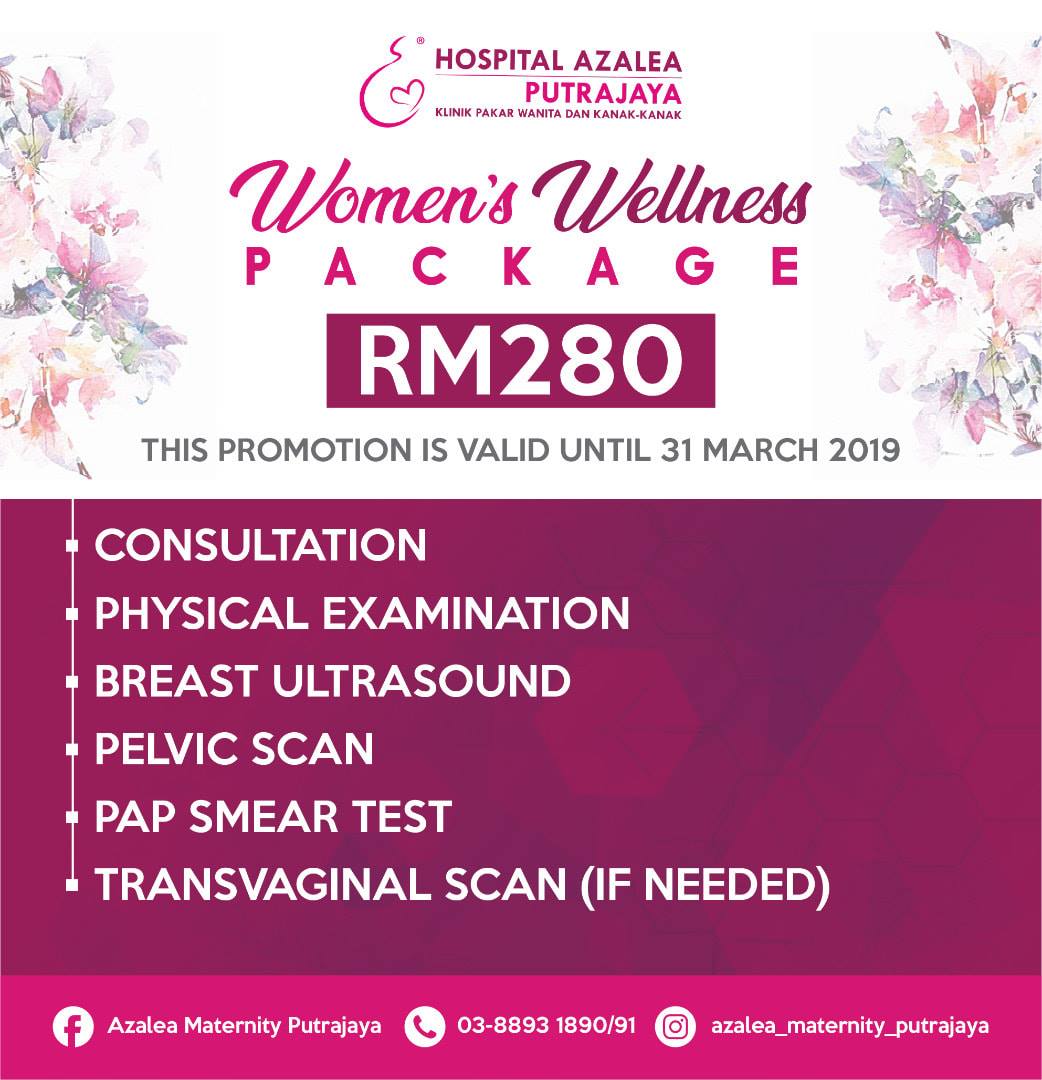 HOSPITAL AZALEA
PUTRAJAYA
KLINIK PAKAR WANITA DAN KANAK-KANAK
Women's Wellness
PACKAGE
RM280
THIS PROMOTION IS VALID UNTIL 31 MARCH 2019
CONSULTATION
PHYSICAL EXAMINATION
BREAST ULTRASOUND
PELVIC SCAN
PAP SMEAR TEST
TRANSVAGINAL SCAN (IF NEEDED)
Azalea Maternity Putrajaya 03-8893 1890/91 azalea_maternity_putrajaya